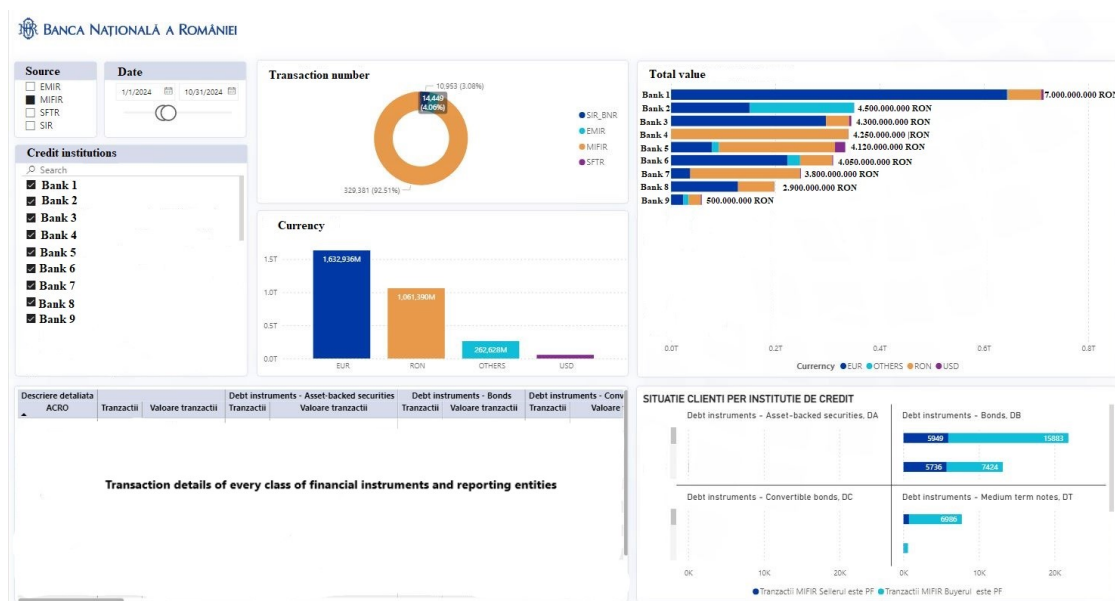 BANCA NAȚIONALĂ A ROMÂNIEI
Source
EMIR
MIFIR
SFTR
SIR
Date
1/1/2024 10/31/2024
Credit institutions
Search
Bank 1
Bank 2
Bank 3
Bank 4
Bank 5
Bank 6
Bank 7
Bank 8
Bank 9
Transaction number
10,953 (3.08%)
14,449
(4.06%)
329,381 (92.51%)
SIR_BNR
EMIR
MIFIR
SFTR
Currency
1.5T
1.0T
0.5T
0.0T
1,632,936M
1,061,390M
262,628M
EUR RON OTHERS USD
Total value
Bank 1 7.000.000.000 RON
Bank 2 4.500.000.000 RON
Bank 3 4.300.000.000 RON
Bank 4 4.250.000.000 RON
Bank 5 4.120.000.000 RON
Bank 6 4.050.000.000 RON
Bank 7 3.800.000.000 RON
Bank 8 2.900.000.000 RON
Bank 9 500.000.000 RON
0.0T 0.2T 0.4T 0.6T 0.8T
Currerncy EUR OTHERS RON USD
Descriere detaliata Debt instruments - Asset-backed securities Debt instruments - Bonds Debt instruments - Conv
ACRO Tranzactii Valoare tranzactii Tranzactii Valoare tranzactii Tranzactii Valoare tranzactii Tranzactii Valoare
Transaction details of every class of financial instruments and reporting entities
SITUATIE CLIENTI PER INSTITUTIE DE CREDIT
Debt instruments - Asset-backed securities, DA
Debt instruments - Bonds, DB
5949 15883
5736 7424
Debt instruments - Convertible bonds, DC
Debt instruments - Medium term notes, DT
6986
0K 10K 20K 0K 10K 20K
Tranzactii MIFIR Sellerul este PF Tranzactii MIFIR Buyerul este PF